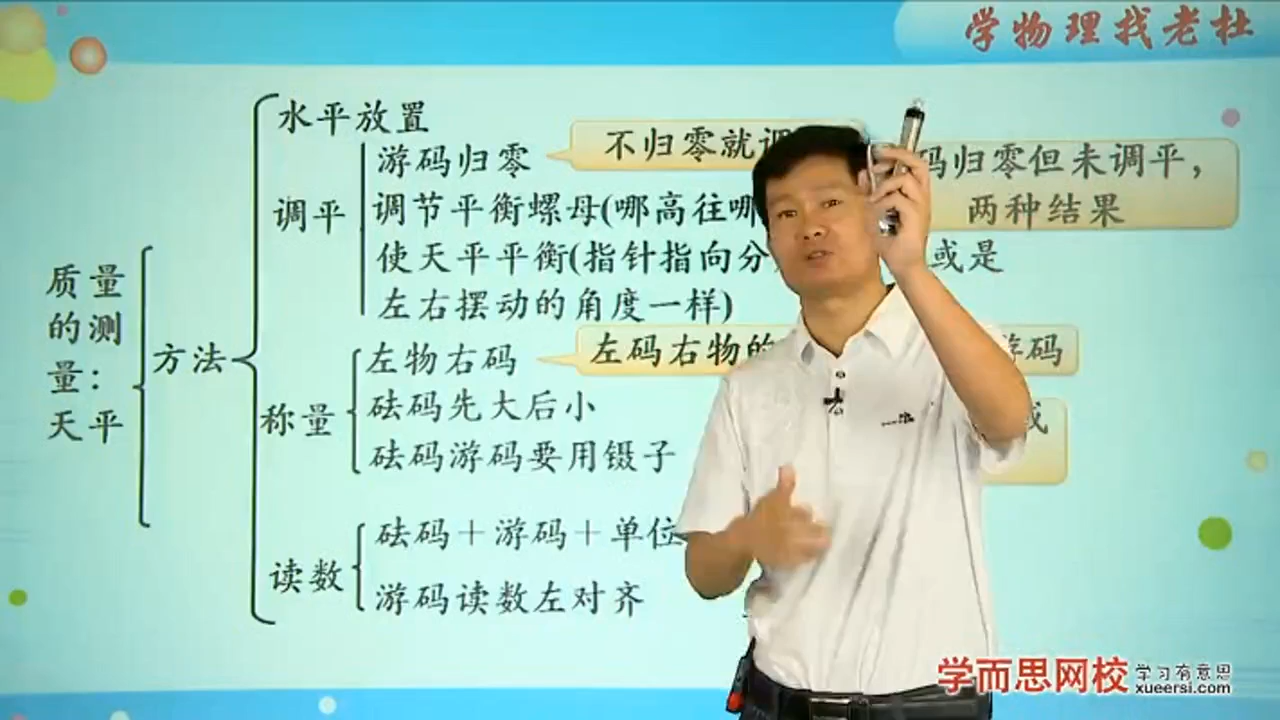 学物理找老杜
水平放置
游码归零
不归零就调
码归零但未调平，
两种结果
调平
调节平衡螺母(哪高往哪
使天平平衡(指针指向分
或是
左右摆动的角度一样)
质量
的测
量：
天平
方法
左物右码
左码右物的
游码
称量
砝码先大后小
砝码游码要用镊子
砝码＋游码＋单位
读数
游码读数左对齐
学而思网校
学习有意思
xueersi.com